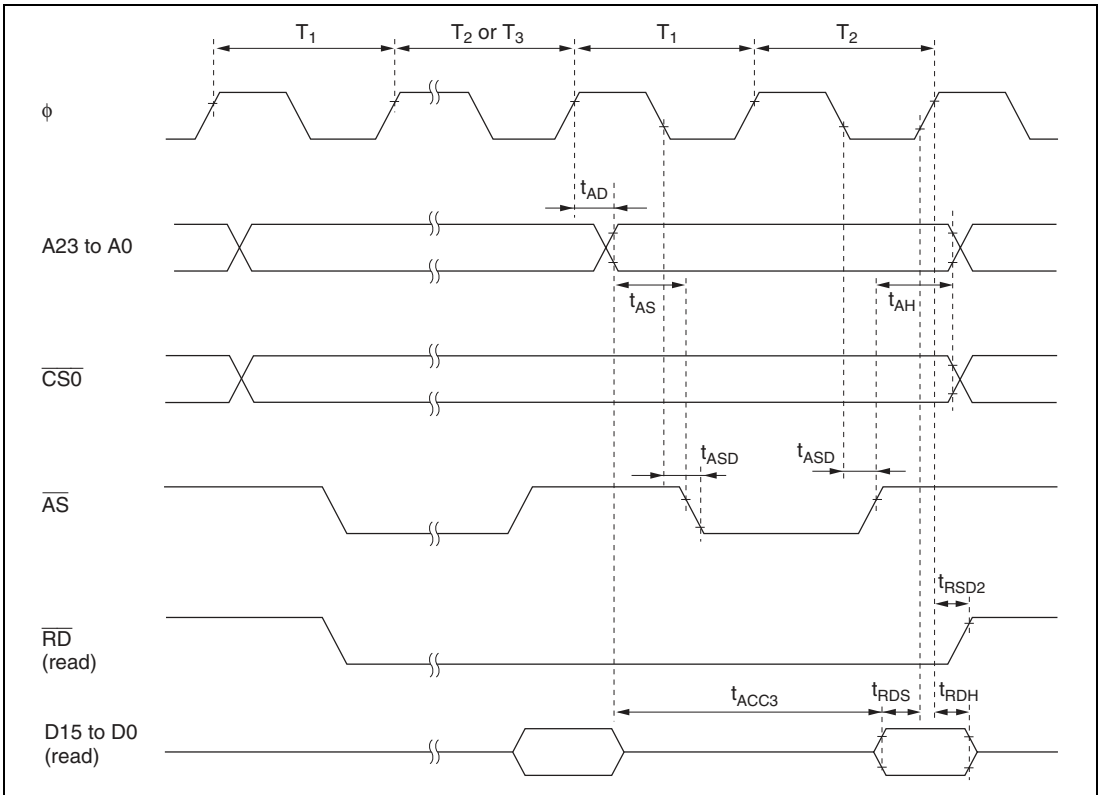 T1 T2 or T3 T1 T2
ϕ
tAD
A23 to A0
tAS tAH
CS0
tASD tASD
AS
tRSD2
RD
(read)
tACC3 tRDS tRDH
D15 to D0
(read)